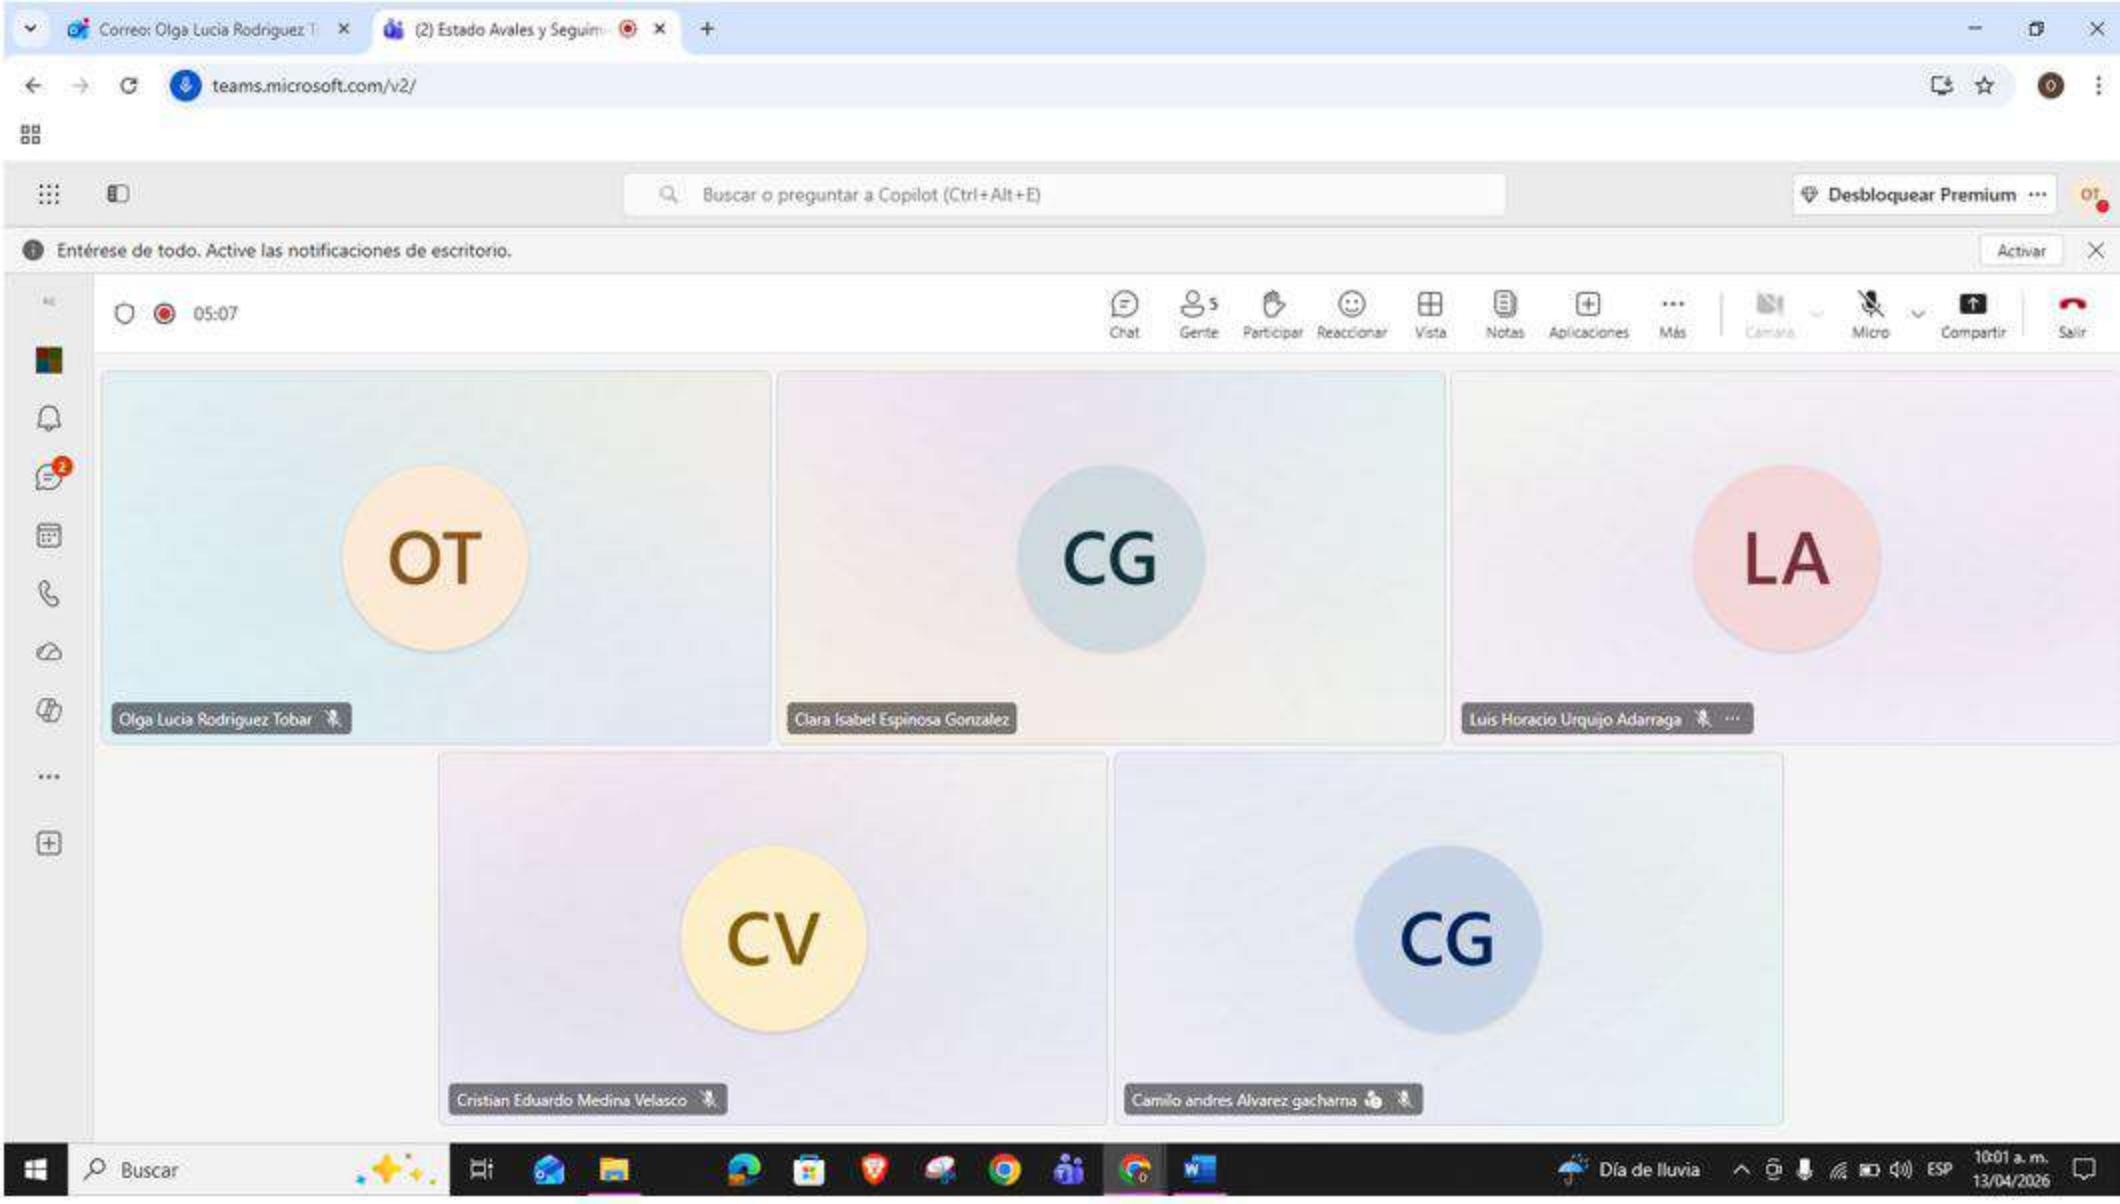 Correo: Olga Lucia Rodriguez T
(2) Estado Avales y Seguim
teams.microsoft.com/v2/
O
Buscar o preguntar a Copilot (Ctrl+Alt+E)
Desbloquear Premium
OT
Entérese de todo. Active las notificaciones de escritorio.
Activar
05:07
5
Chat
Gente
Participar
Reaccionar
Vista
Notas
Aplicaciones
Más
Cámara
Micro
Compartir
Salir
2
OT
CG
LA
Olga Lucia Rodriguez Tobar
Clara Isabel Espinosa Gonzalez
Luis Horacio Urquijo Adarraga
CV
CG
Cristian Eduardo Medina Velasco
Camilo andres Alvarez gacharna
Buscar
Día de lluvia
ESP
10:01 a. m.
13/04/2026